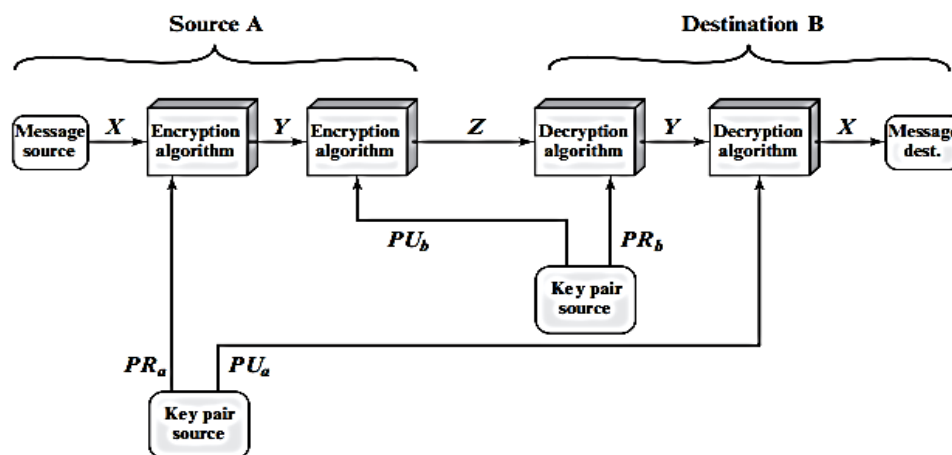 Source A
Destination B
Message
source
X
Encryption
algorithm
Y
Encryption
algorithm
Z
Decryption
algorithm
Y
Decryption
algorithm
X
Message
dest.
PU_b
PR_b
Key pair
source
PR_a
PU_a
Key pair
source